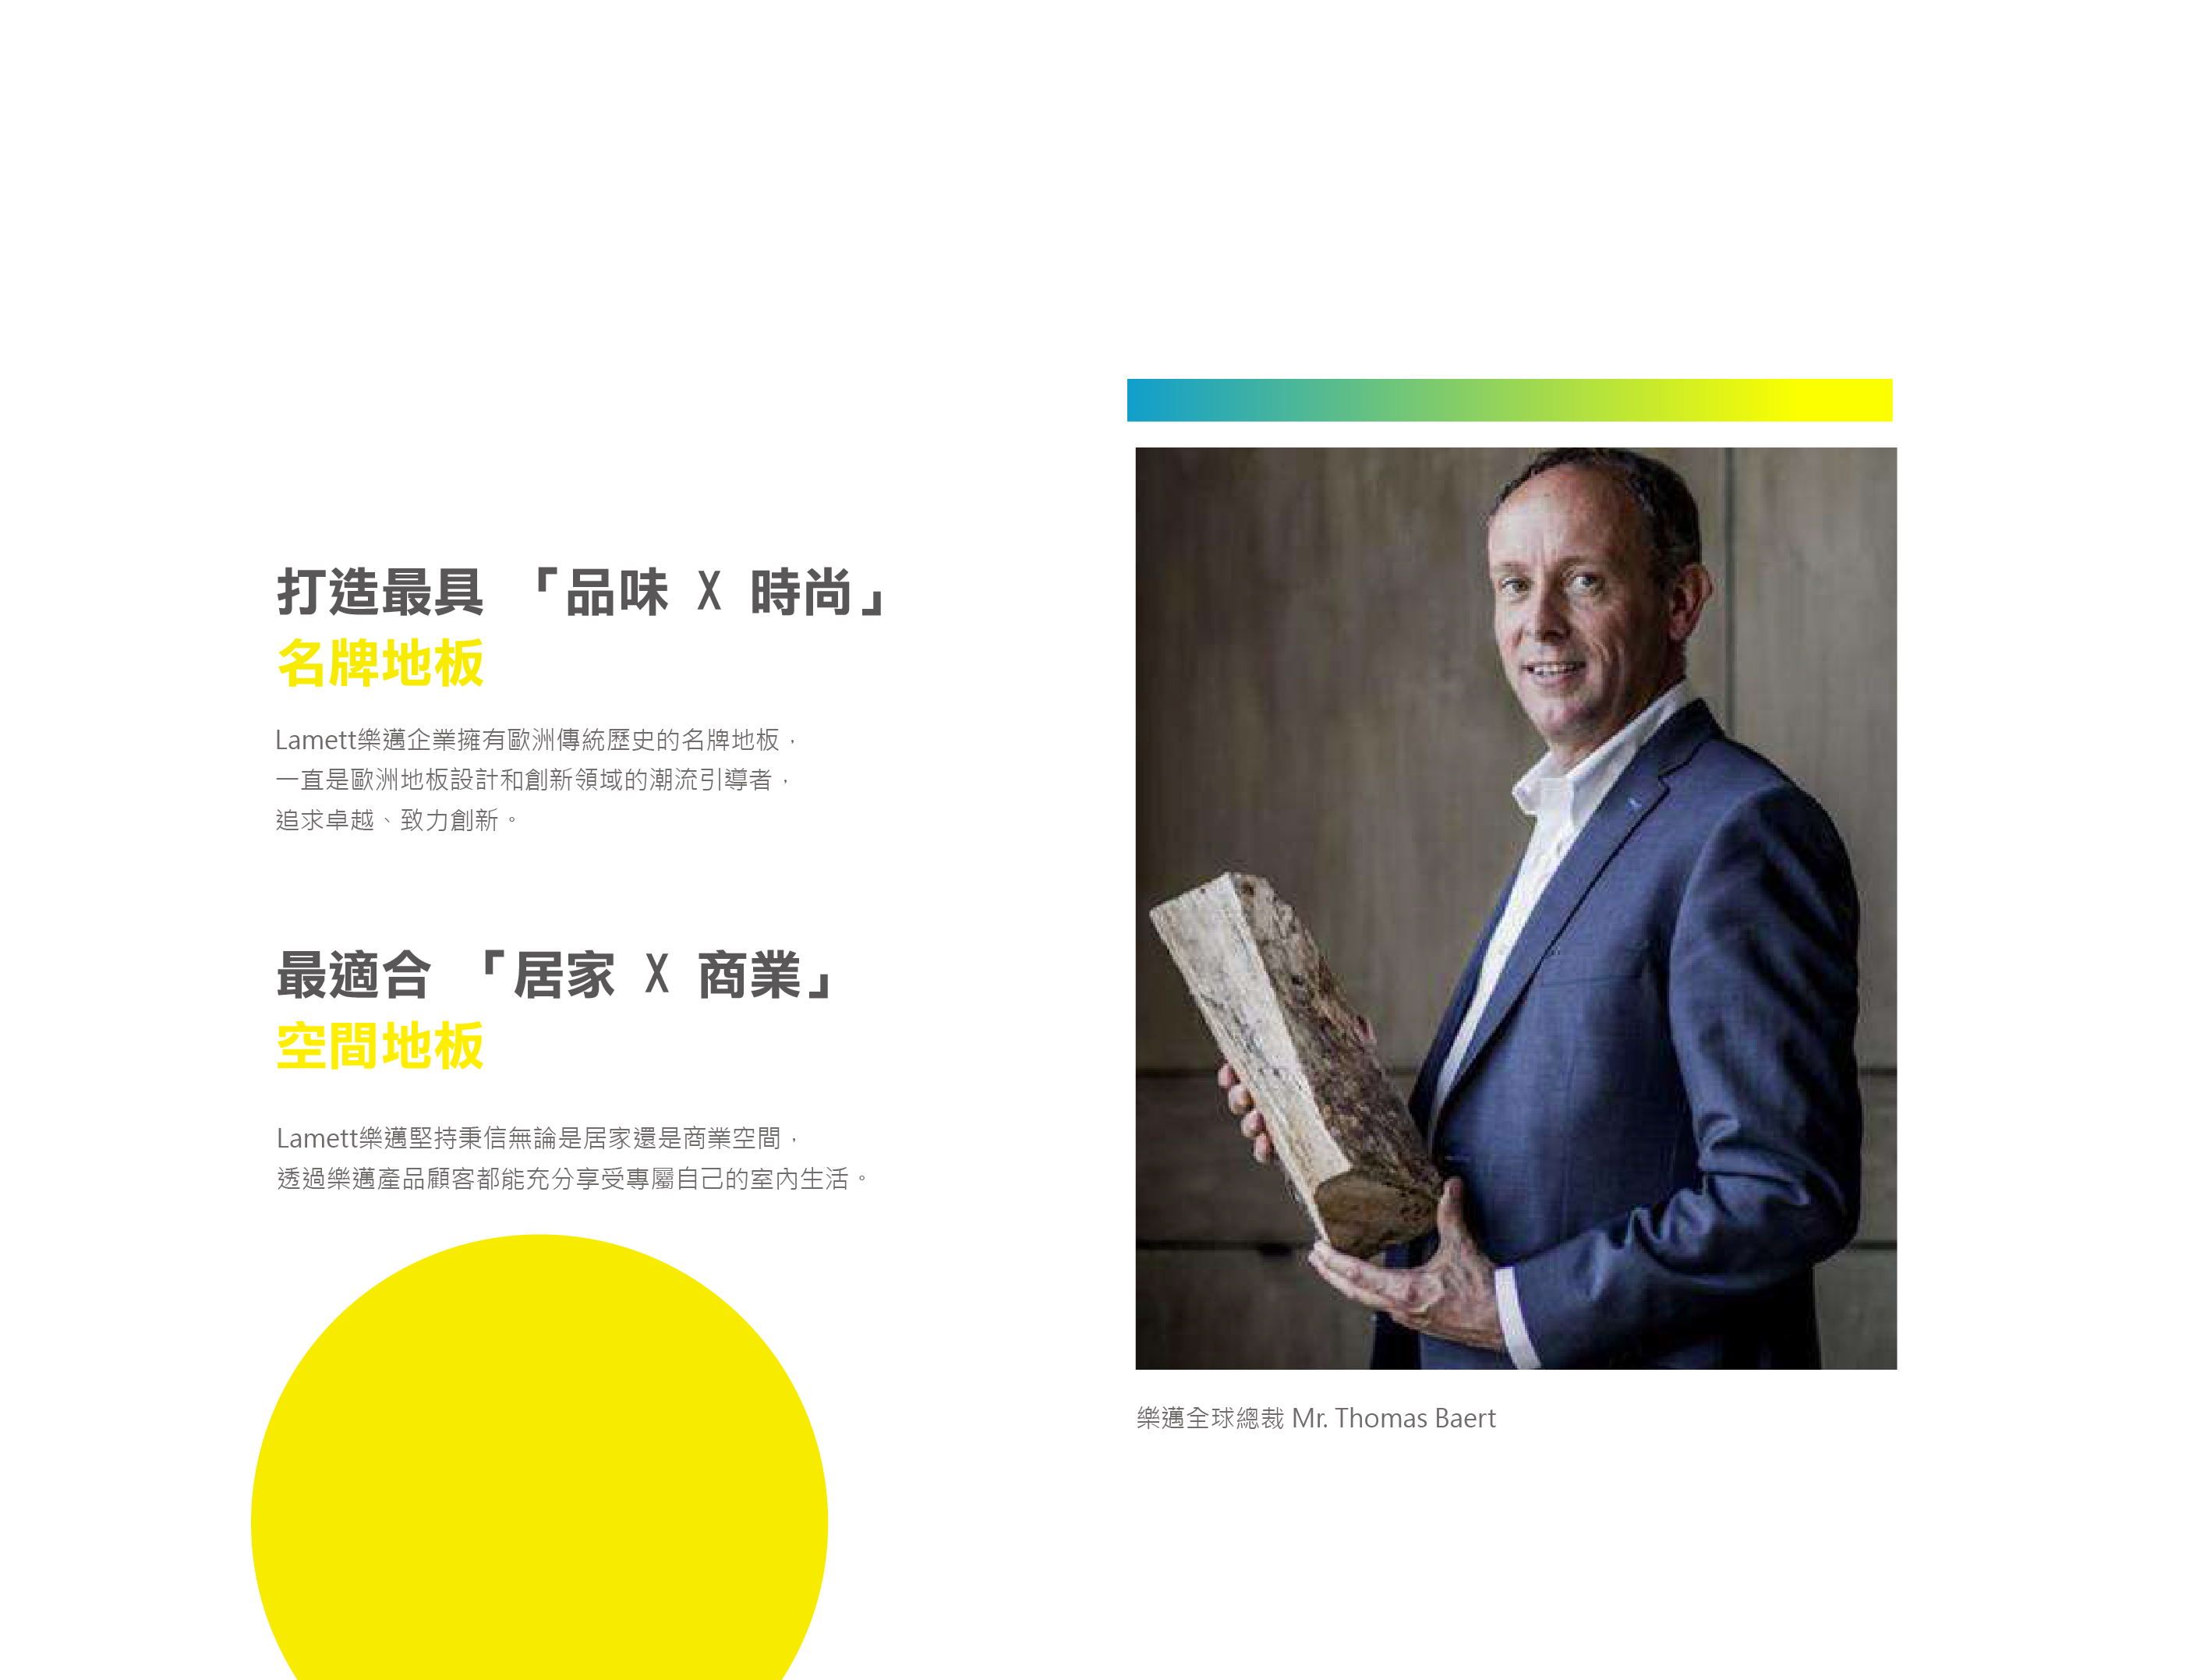 打造最具 「品味 X 時尚」
名牌地板
Lamett樂邁企業擁有歐洲傳統歷史的名牌地板，
一直是歐洲地板設計和創新領域的潮流引導者，
追求卓越、致力創新。
最適合 「居家 X 商業」
空間地板
Lamett樂邁堅持秉信無論是居家還是商業空間，
透過樂邁產品顧客都能充分享受專屬自己的室內生活。
樂邁全球總裁 Mr. Thomas Baert